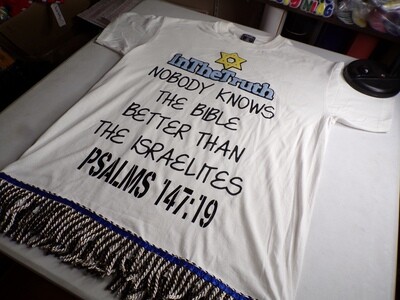 InTheTruth
NOBODY KNOWS
THE BIBLE
BETTER THAN
THE ISRAELITES
PSALMS 147:19